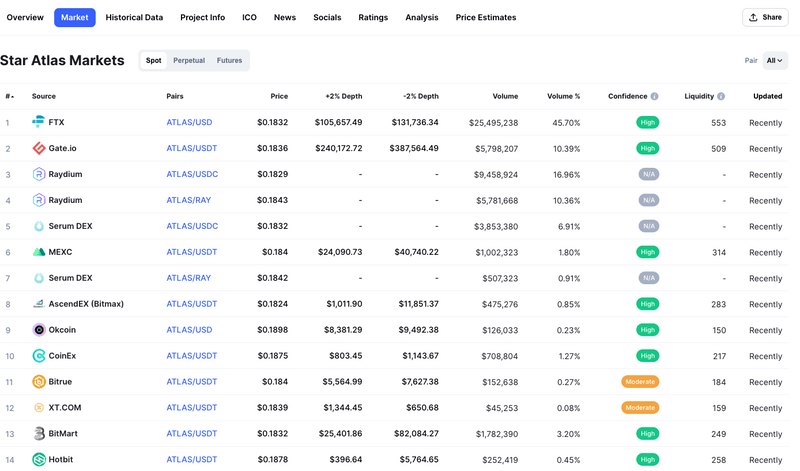 Overview Market Historical Data Project Info ICO News Socials Ratings Analysis Price Estimates Share
Star Atlas Markets Spot Perpetual Futures Pair All
# Source Pairs Price +2% Depth -2% Depth Volume Volume % Confidence Liquidity Updated
1 FTX ATLAS/USD $0.1832 $105,657.49 $131,736.34 $25,495,238 45.70% High 553 Recently
2 Gate.io ATLAS/USDT $0.1836 $240,172.72 $387,564.49 $5,798,207 10.39% High 509 Recently
3 Raydium ATLAS/USDC $0.1829 - - $9,458,924 16.96% N/A - Recently
4 Raydium ATLAS/RAY $0.1843 - - $5,781,668 10.36% N/A - Recently
5 Serum DEX ATLAS/USDC $0.1832 - - $3,853,380 6.91% N/A - Recently
6 MEXC ATLAS/USDT $0.184 $24,090.73 $40,740.22 $1,002,323 1.80% High 314 Recently
7 Serum DEX ATLAS/RAY $0.1842 - - $507,323 0.91% N/A - Recently
8 AscendEX (Bitmax) ATLAS/USDT $0.1824 $1,011.90 $11,851.37 $475,276 0.85% High 283 Recently
9 Okcoin ATLAS/USD $0.1898 $8,381.29 $9,492.38 $126,033 0.23% High 150 Recently
10 CoinEx ATLAS/USDT $0.1875 $803.45 $1,143.67 $708,804 1.27% High 217 Recently
11 Bitrue ATLAS/USDT $0.184 $5,564.99 $7,627.38 $152,638 0.27% Moderate 184 Recently
12 XT.COM ATLAS/USDT $0.1839 $1,344.45 $650.68 $45,253 0.08% Moderate 159 Recently
13 BitMart ATLAS/USDT $0.1832 $25,401.86 $82,084.27 $1,782,390 3.20% High 249 Recently
14 Hotbit ATLAS/USDT $0.1878 $396.64 $5,764.65 $252,419 0.45% High 258 Recently